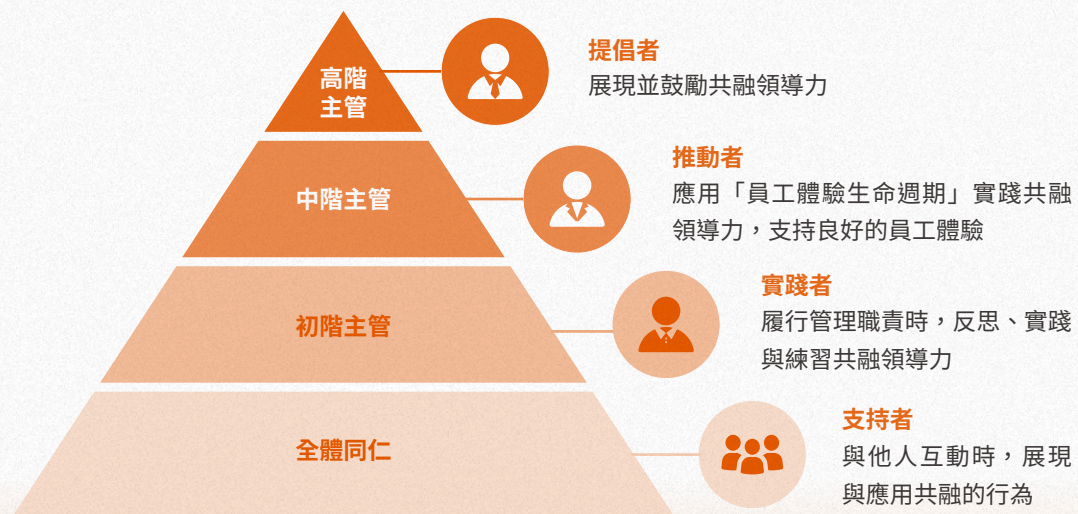 高階
主管
提倡者
展現並鼓勵共融領導力
中階主管
推動者
應用「員工體驗生命週期」實踐共融
領導力，支持良好的員工體驗
初階主管
實踐者
履行管理職責時，反思、實踐
與練習共融領導力
全體同仁
支持者
與他人互動時，展現
與應用共融的行為